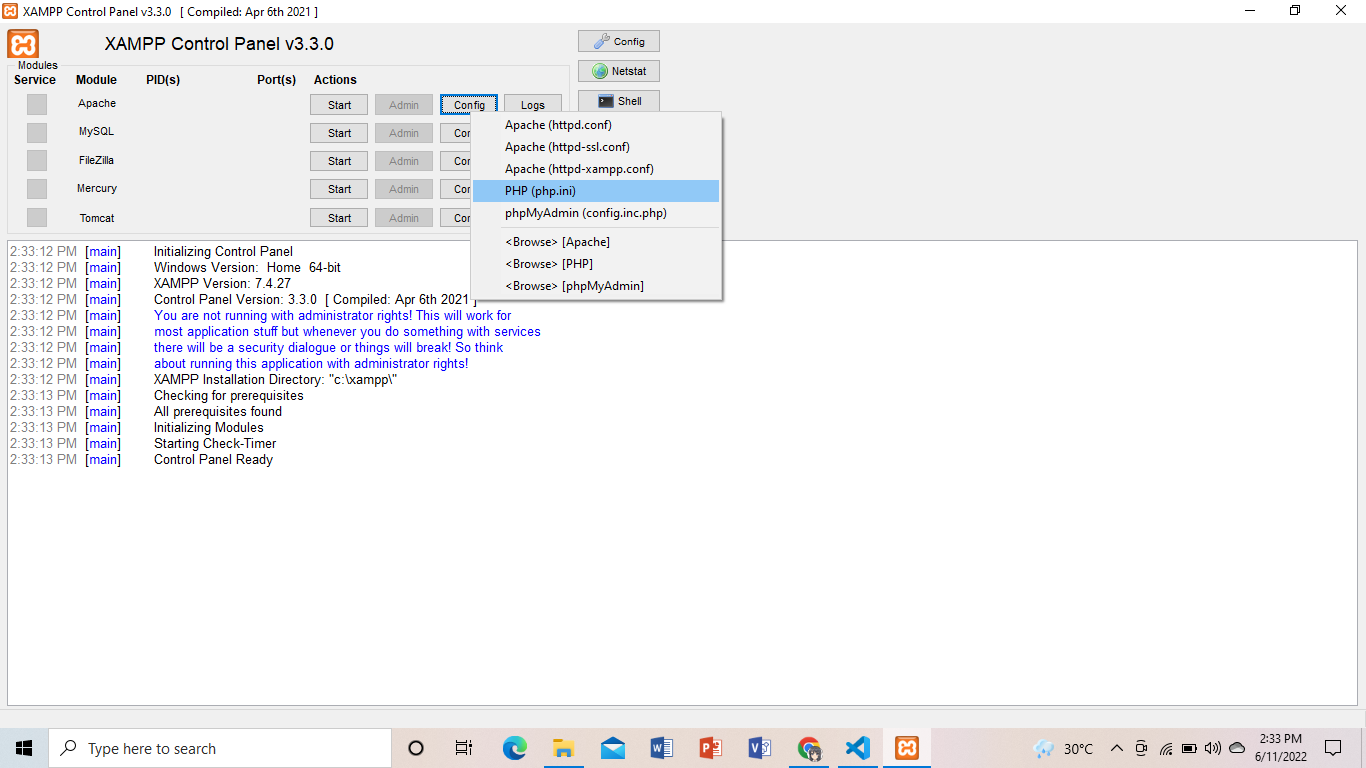 XAMPP Control Panel v3.3.0 [ Compiled: Apr 6th 2021 ]
XAMPP Control Panel v3.3.0
Config
Netstat
Shell
Modules
Service Module PID(s) Port(s) Actions
Apache Start Admin Config Logs
MySQL Start Admin Con
FileZilla Start Admin Con
Mercury Start Admin Con
Tomcat Start Admin Con
Apache (httpd.conf)
Apache (httpd-ssl.conf)
Apache (httpd-xampp.conf)
PHP (php.ini)
phpMyAdmin (config.inc.php)
<Browse> [Apache]
<Browse> [PHP]
<Browse> [phpMyAdmin]
2:33:12 PM [main] Initializing Control Panel
2:33:12 PM [main] Windows Version: Home 64-bit
2:33:12 PM [main] XAMPP Version: 7.4.27
2:33:12 PM [main] Control Panel Version: 3.3.0 [ Compiled: Apr 6th 2021 ]
2:33:12 PM [main] You are not running with administrator rights! This will work for
2:33:12 PM [main] most application stuff but whenever you do something with services
2:33:12 PM [main] there will be a security dialogue or things will break! So think
2:33:12 PM [main] about running this application with administrator rights!
2:33:12 PM [main] XAMPP Installation Directory: "c:\xampp\"
2:33:13 PM [main] Checking for prerequisites
2:33:13 PM [main] All prerequisites found
2:33:13 PM [main] Initializing Modules
2:33:13 PM [main] Starting Check-Timer
2:33:13 PM [main] Control Panel Ready
Type here to search
30°C
2:33 PM
6/11/2022